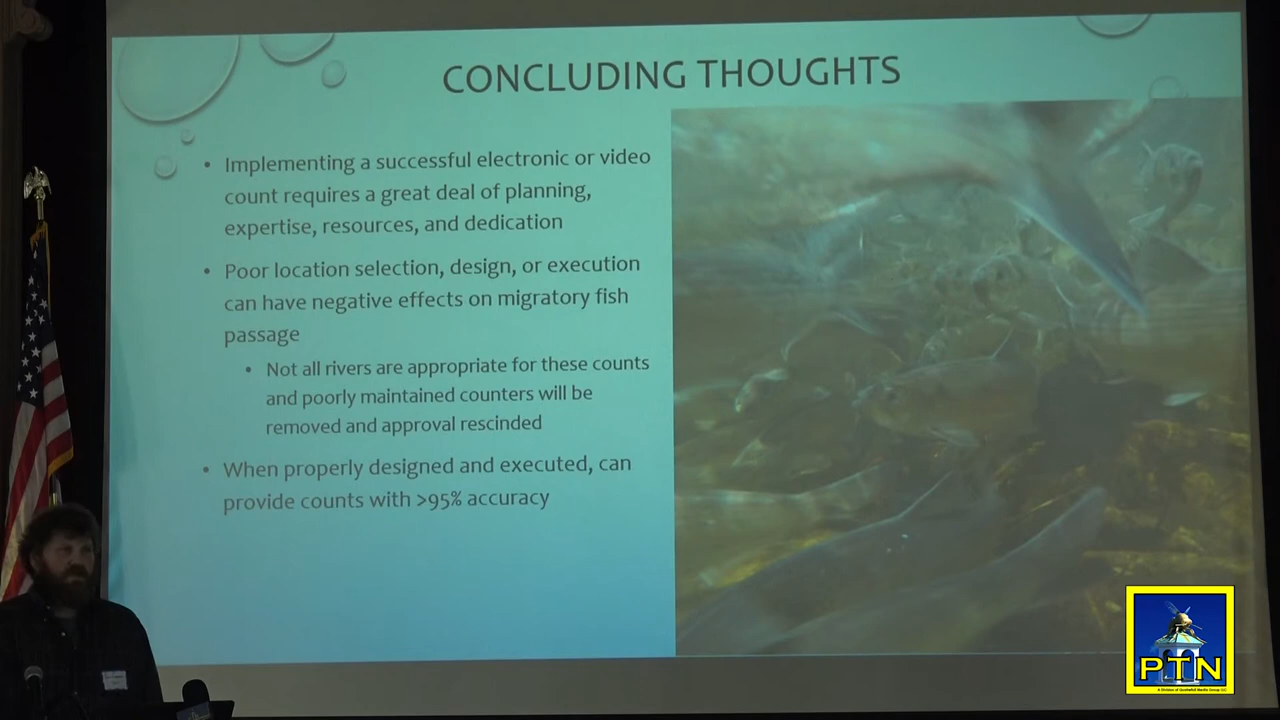 CONCLUDING THOUGHTS
• Implementing a successful electronic or video
count requires a great deal of planning,
expertise, resources, and dedication
• Poor location selection, design, or execution
can have negative effects on migratory fish
passage
• Not all rivers are appropriate for these counts
and poorly maintained counters will be
removed and approval rescinded
• When properly designed and executed, can
provide counts with >95% accuracy
PTN